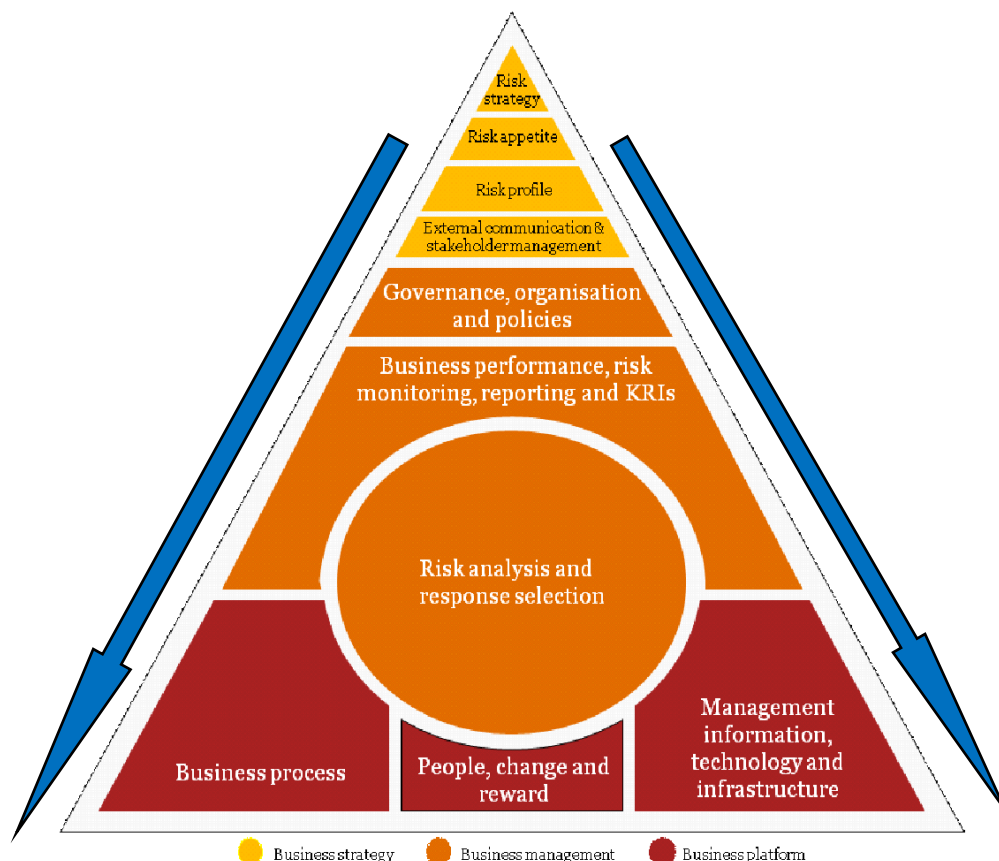 Risk
strategy
Risk appetite
Risk profile
External communication &
stakeholder management
Governance, organisation
and policies
Business performance, risk
monitoring, reporting and KRIs
Risk analysis and
response selection
Business process
People, change and
reward
Management
information,
technology and
infrastructure
Business strategy
Business management
Business platform